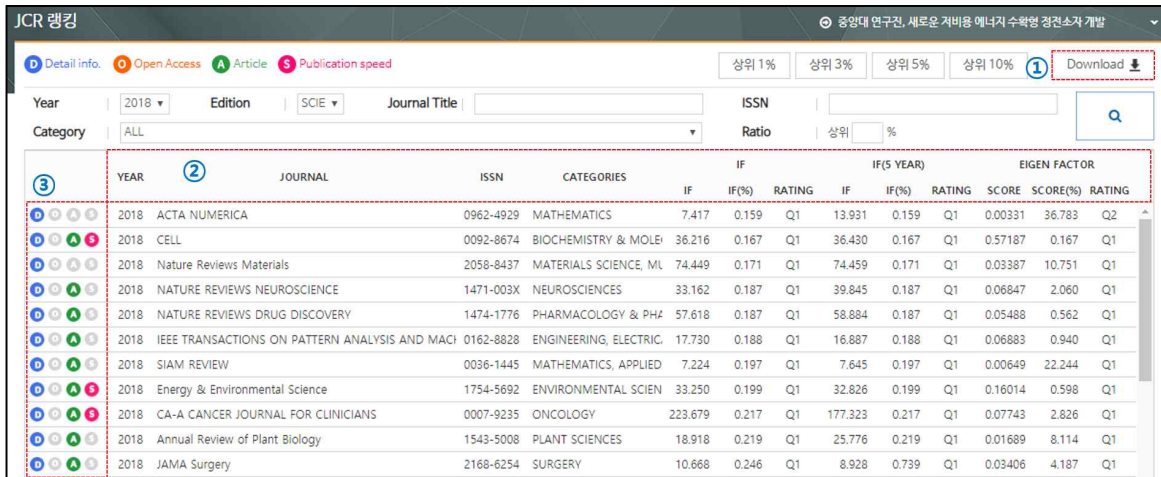 JCR 랭킹
중앙대 연구진, 새로운 저비용 에너지 수확형 정전소자 개발
D Detail info. O Open Access A Article S Publication speed 상위 1% 상위 3% 상위 5% 상위 10% ① Download
Year 2018 Edition SCIE Journal Title ISSN
Category ALL Ratio 상위 %
③ ② IF IF(5 YEAR) EIGEN FACTOR
YEAR JOURNAL ISSN CATEGORIES
IF IF(%) RATING IF IF(%) RATING SCORE SCORE(%) RATING
D O A S 2018 ACTA NUMERICA 0962-4929 MATHEMATICS 7.417 0.159 Q1 13.931 0.159 Q1 0.00331 36.783 Q2
D O A S 2018 CELL 0092-8674 BIOCHEMISTRY & MOLE 36.216 0.167 Q1 36.430 0.167 Q1 0.57187 0.167 Q1
D O A S 2018 Nature Reviews Materials 2058-8437 MATERIALS SCIENCE, MU 74.449 0.171 Q1 74.459 0.171 Q1 0.03387 10.751 Q1
D O A S 2018 NATURE REVIEWS NEUROSCIENCE 1471-003X NEUROSCIENCES 33.162 0.187 Q1 39.845 0.187 Q1 0.06847 2.060 Q1
D O A S 2018 NATURE REVIEWS DRUG DISCOVERY 1474-1776 PHARMACOLOGY & PHA 57.618 0.187 Q1 58.884 0.187 Q1 0.05488 0.562 Q1
D O A S 2018 IEEE TRANSACTIONS ON PATTERN ANALYSIS AND MACH 0162-8828 ENGINEERING, ELECTRIC. 17.730 0.188 Q1 16.887 0.188 Q1 0.06883 0.940 Q1
D O A S 2018 SIAM REVIEW 0036-1445 MATHEMATICS, APPLIED 7.224 0.197 Q1 7.645 0.197 Q1 0.00649 22.244 Q1
D O A S 2018 Energy & Environmental Science 1754-5692 ENVIRONMENTAL SCIEN 33.250 0.199 Q1 32.826 0.199 Q1 0.16014 0.598 Q1
D O A S 2018 CA-A CANCER JOURNAL FOR CLINICIANS 0007-9235 ONCOLOGY 223.679 0.217 Q1 177.323 0.217 Q1 0.07743 2.826 Q1
D O A S 2018 Annual Review of Plant Biology 1543-5008 PLANT SCIENCES 18.918 0.219 Q1 25.776 0.219 Q1 0.01689 8.114 Q1
D O A S 2018 JAMA Surgery 2168-6254 SURGERY 10.668 0.246 Q1 8.928 0.739 Q1 0.03406 4.187 Q1